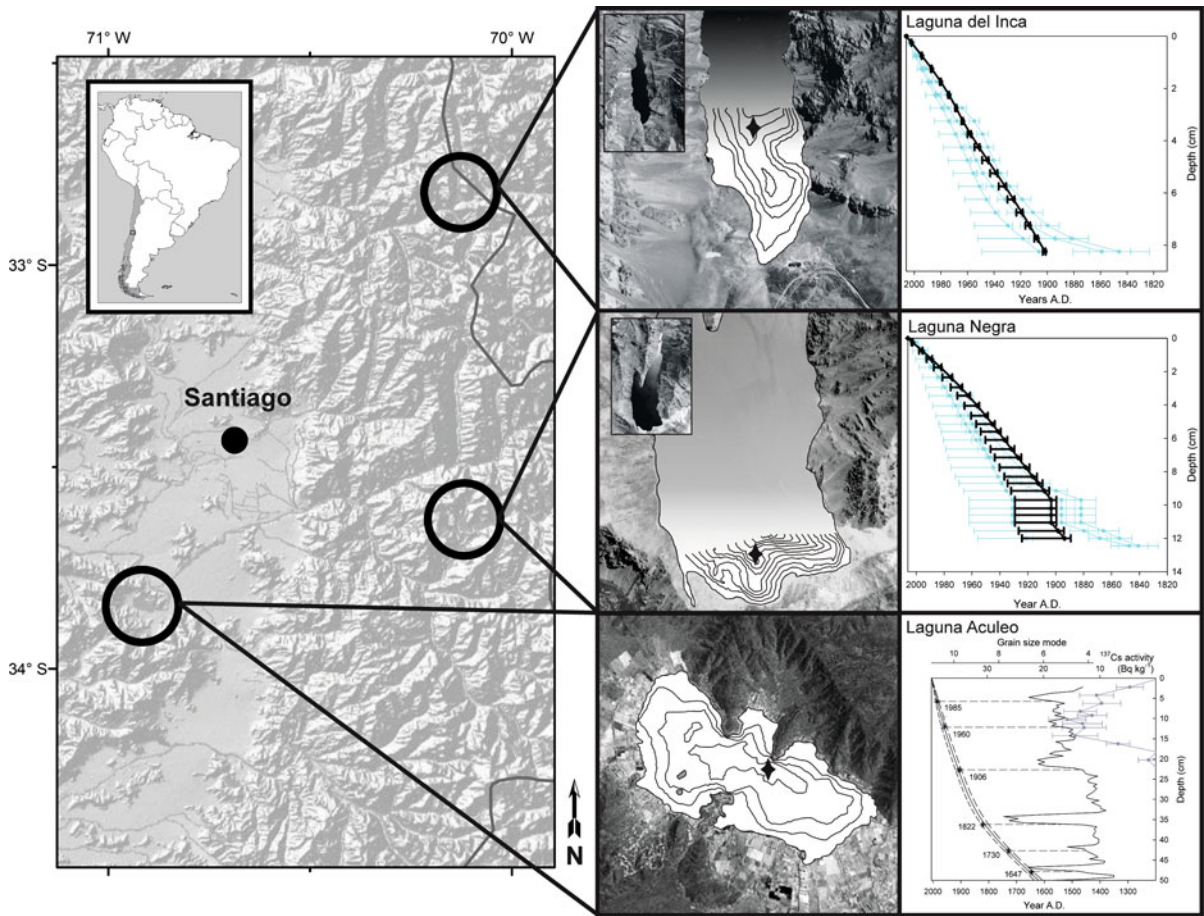 71° W
70° W
33° S
34° S
Santiago
N
Laguna del Inca
0
2
4
6
8
Depth (cm)
2000 1980 1960 1940 1920 1900 1880 1860 1840 1820
Years A.D.
Laguna Negra
0
2
4
6
8
10
12
14
Depth (cm)
2000 1980 1960 1940 1920 1900 1880 1860 1840 1820
Year A.D.
Laguna Aculeo
Grain size mode
10 8 6 4
¹³⁷Cs activity
(Bq kg⁻¹)
30 20 10
0
5
10
15
20
25
30
35
40
45
50
Depth (cm)
1985
1960
1906
1822
1730
1647
2000 1900 1800 1700 1600 1500 1400 1300
Year A.D.